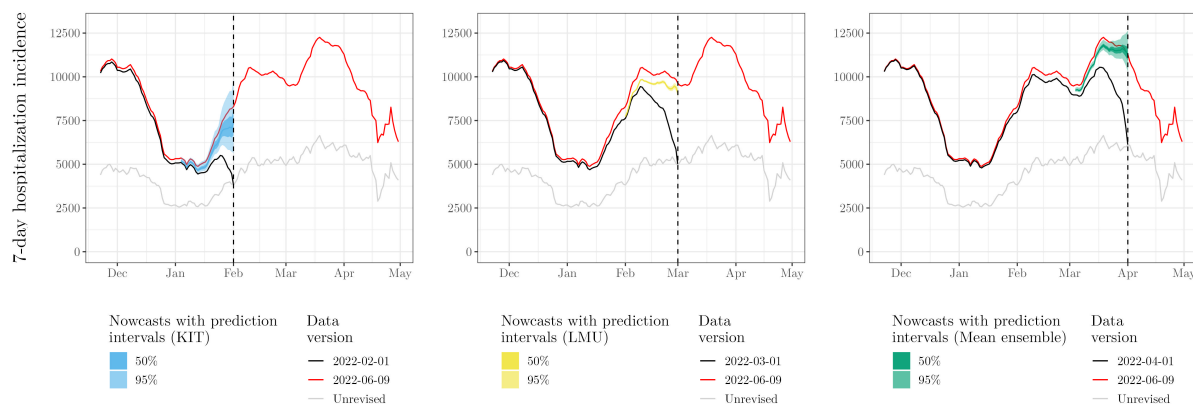 7-day hospitalization incidence
12500
10000
7500
5000
2500
0
Dec Jan Feb Mar Apr May
12500
10000
7500
5000
2500
0
Dec Jan Feb Mar Apr May
12500
10000
7500
5000
2500
0
Dec Jan Feb Mar Apr May
Nowcasts with prediction
intervals (KIT)
50%
95%
Data
version
2022-02-01
2022-06-09
Unrevised
Nowcasts with prediction
intervals (LMU)
50%
95%
Data
version
2022-03-01
2022-06-09
Unrevised
Nowcasts with prediction
intervals (Mean ensemble)
50%
95%
Data
version
2022-04-01
2022-06-09
Unrevised